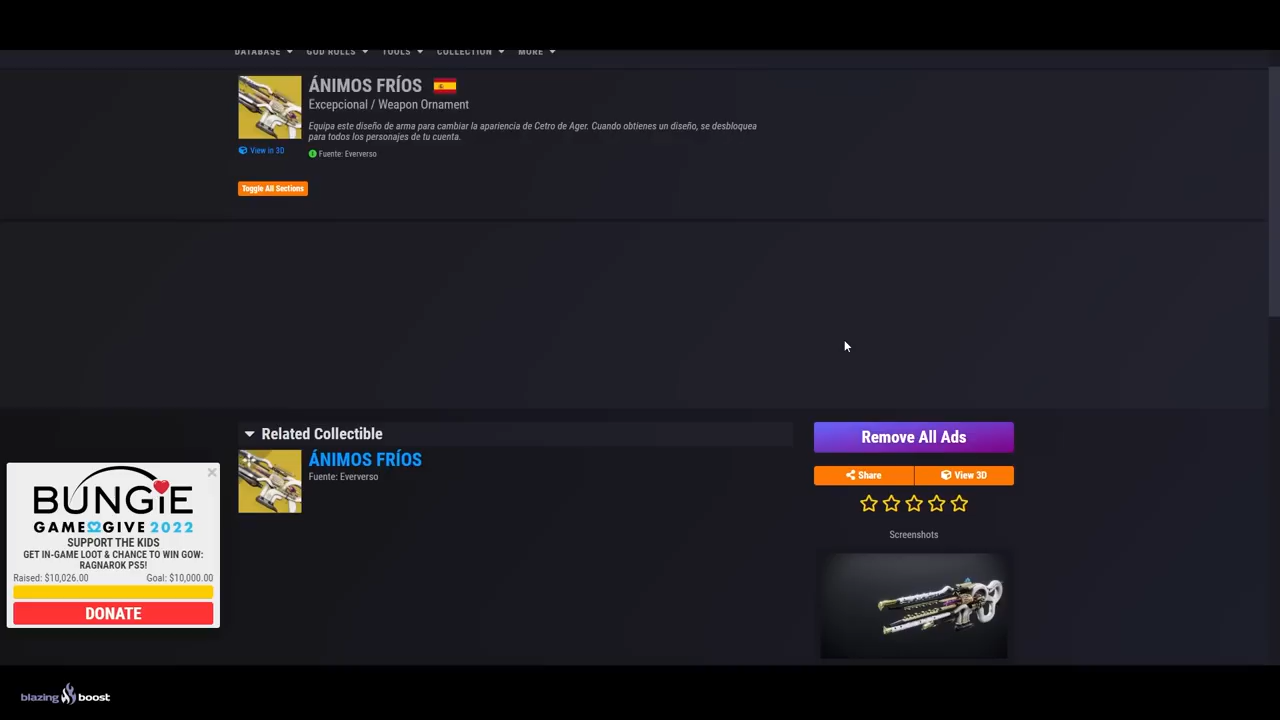 DATABASE GOD ROLLS TOOLS COLLECTION MORE
ÁNIMOS FRÍOS
Excepcional / Weapon Ornament
Equipa este diseño de arma para cambiar la apariencia de Cetro de Ager. Cuando obtienes un diseño, se desbloquea
para todos los personajes de tu cuenta.
View in 3D
Fuente: Eververso
Toggle All Sections
Related Collectible
ÁNIMOS FRÍOS
Fuente: Eververso
Remove All Ads
Share
View 3D
Screenshots
BUNGIE
GAME GIVE 2022
SUPPORT THE KIDS
GET IN-GAME LOOT & CHANCE TO WIN GOW:
RAGNAROK PS5!
Raised: $10,026.00 Goal: $10,000.00
DONATE
blazing boost